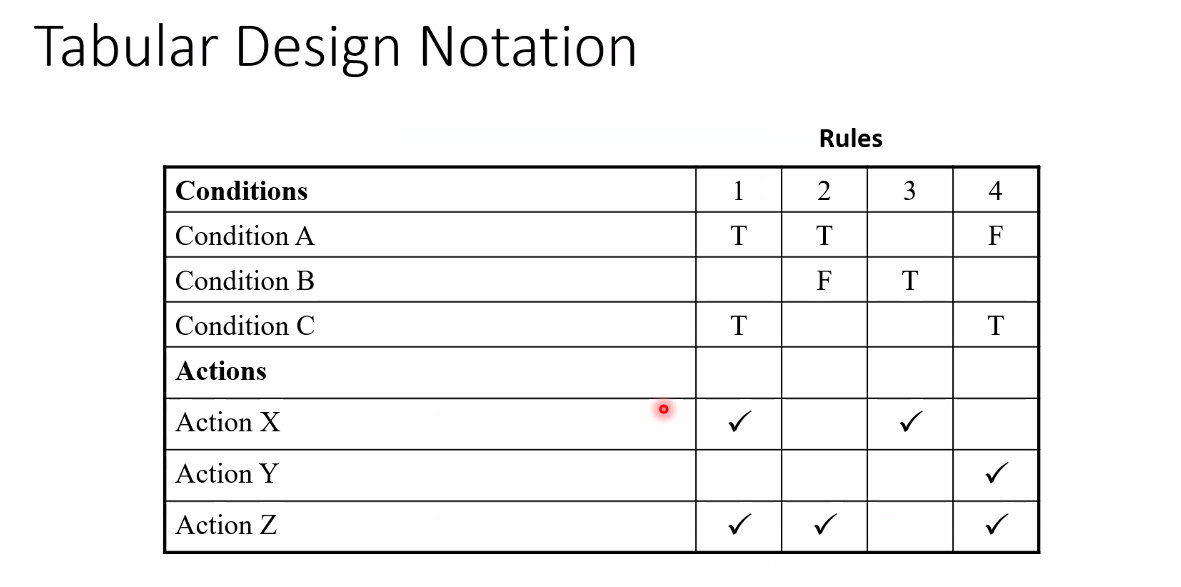 Tabular Design Notation
Rules
Conditions 1 2 3 4
Condition A T T F
Condition B F T
Condition C T T
Actions
Action X ✓ ✓
Action Y ✓
Action Z ✓ ✓ ✓